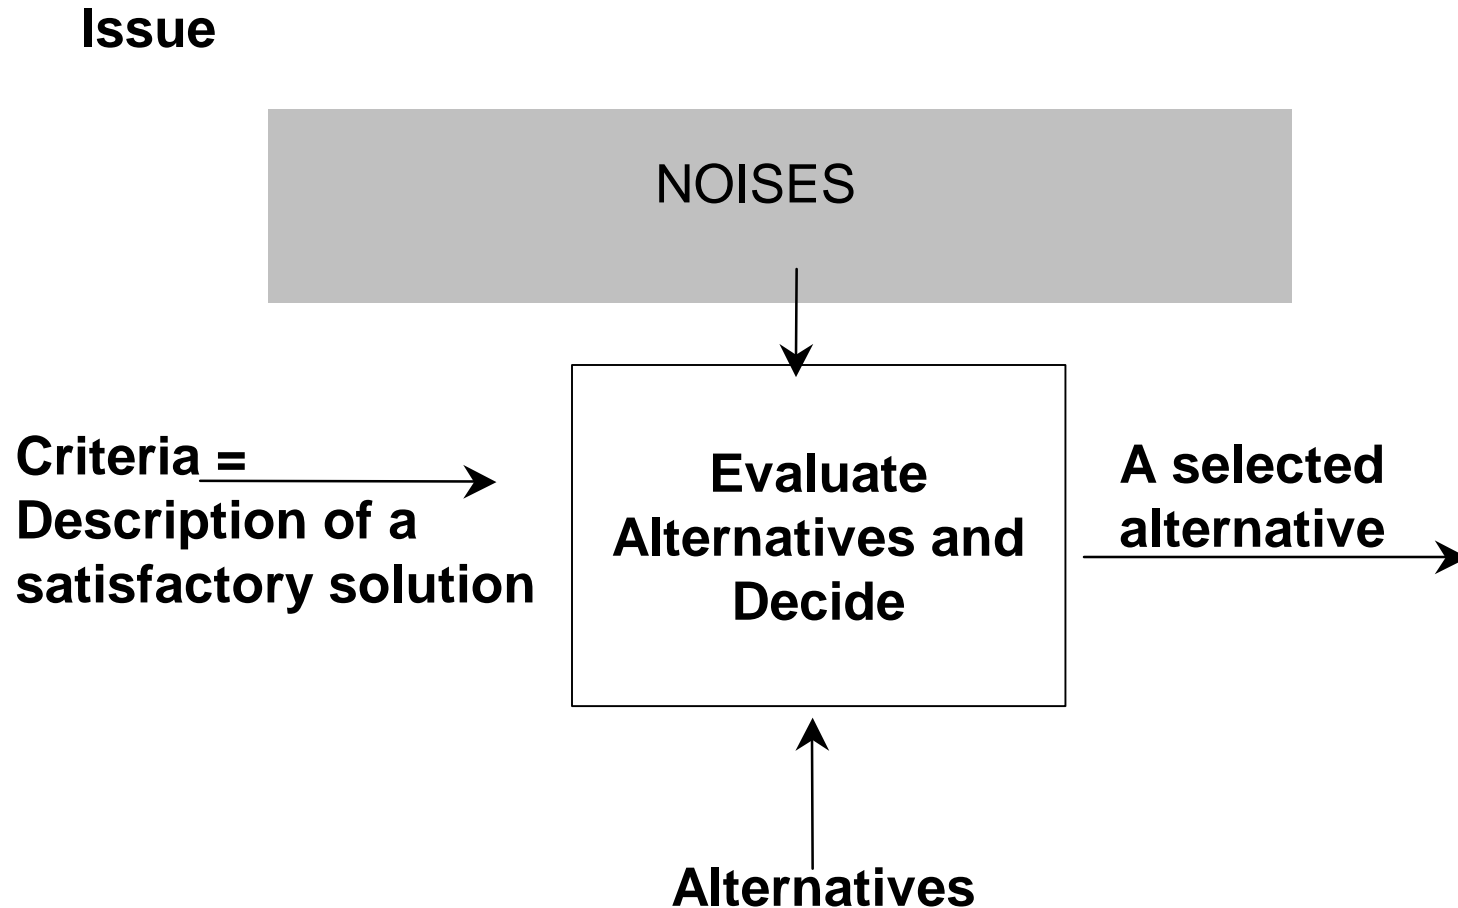 Issue
NOISES
Criteria =
Description of a
satisfactory solution
Evaluate
Alternatives and
Decide
A selected
alternative
Alternatives